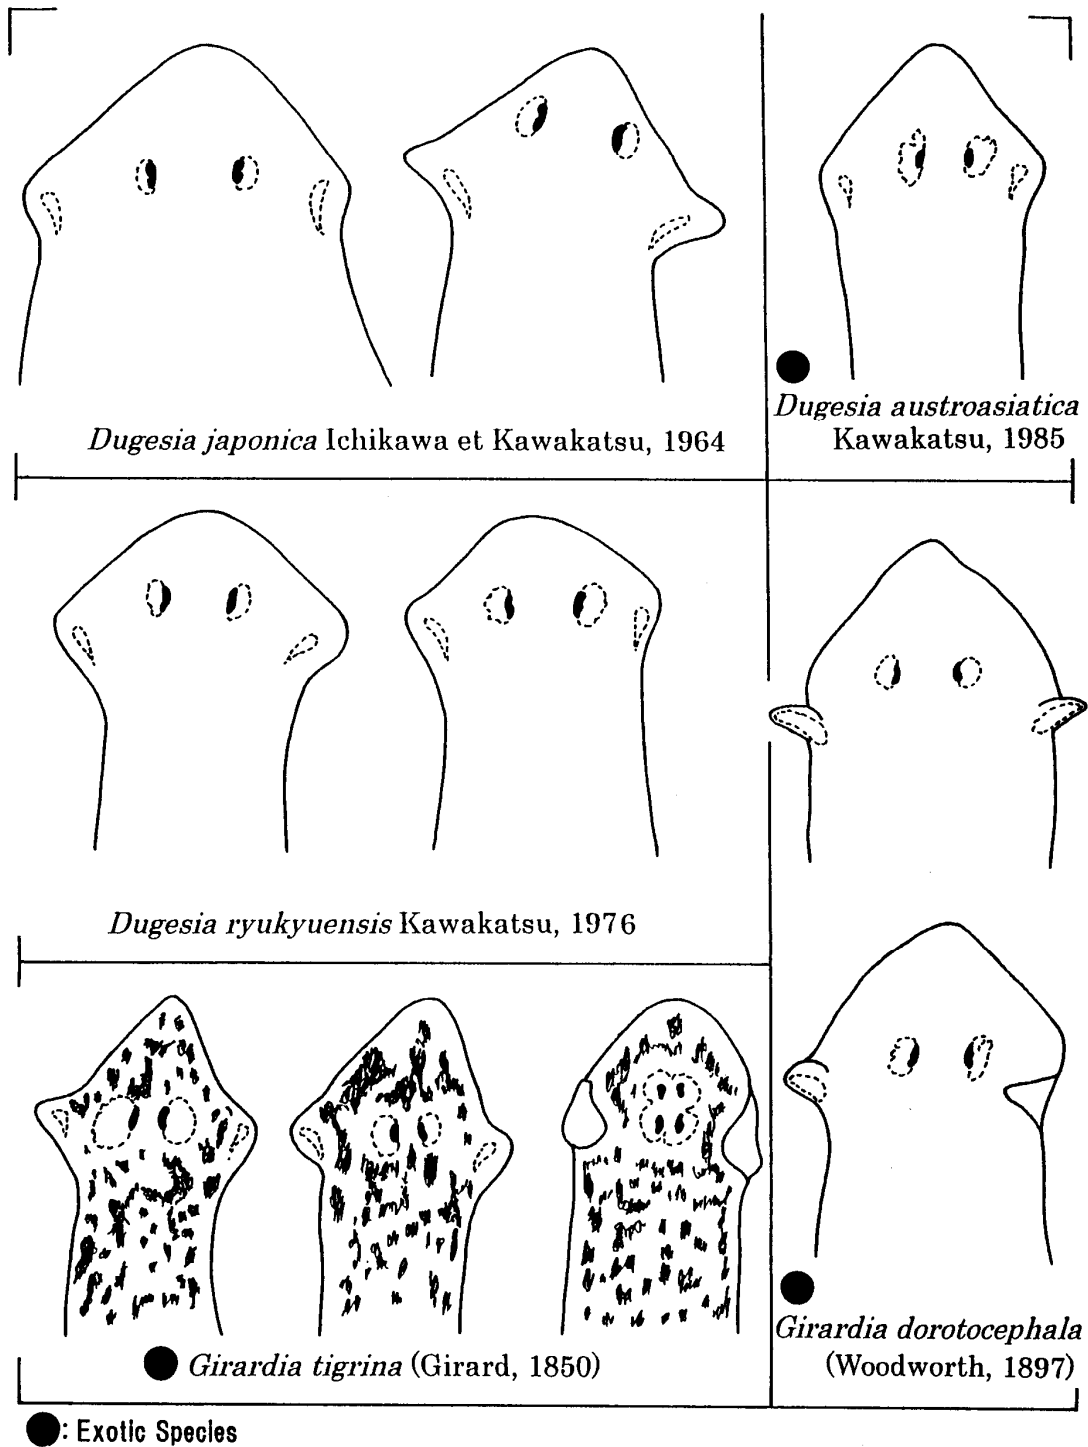 Dugesia japonica Ichikawa et Kawakatsu, 1964
Dugesia austroasiatica
Kawakatsu, 1985
Dugesia ryukyuensis Kawakatsu, 1976
Girardia tigrina (Girard, 1850)
Girardia dorotocephala
(Woodworth, 1897)
: Exotic Species